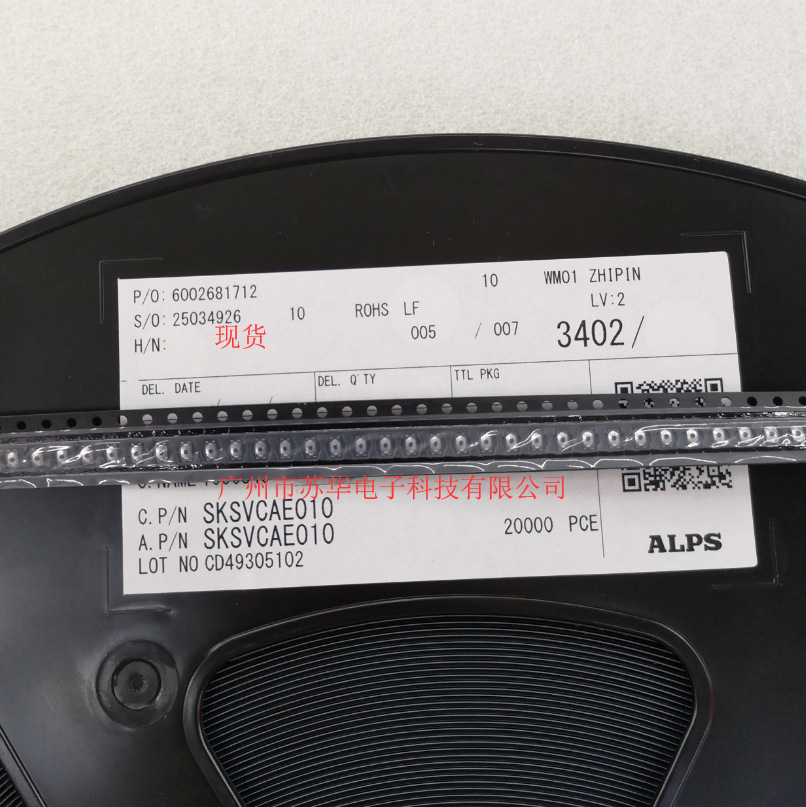 10 WM01 ZHIPIN
P/O: 6002681712
LV:2
S/O: 25034926 10 ROHS LF
005 / 007 3402/
H/N: 现货
DEL. DATE DEL. Q'TY TTL PKG
广州市苏华电子科技有限公司
C.P/N SKSVCAE010
A.P/N SKSVCAE010
20000 PCE
LOT NO CD49305102
ALPS